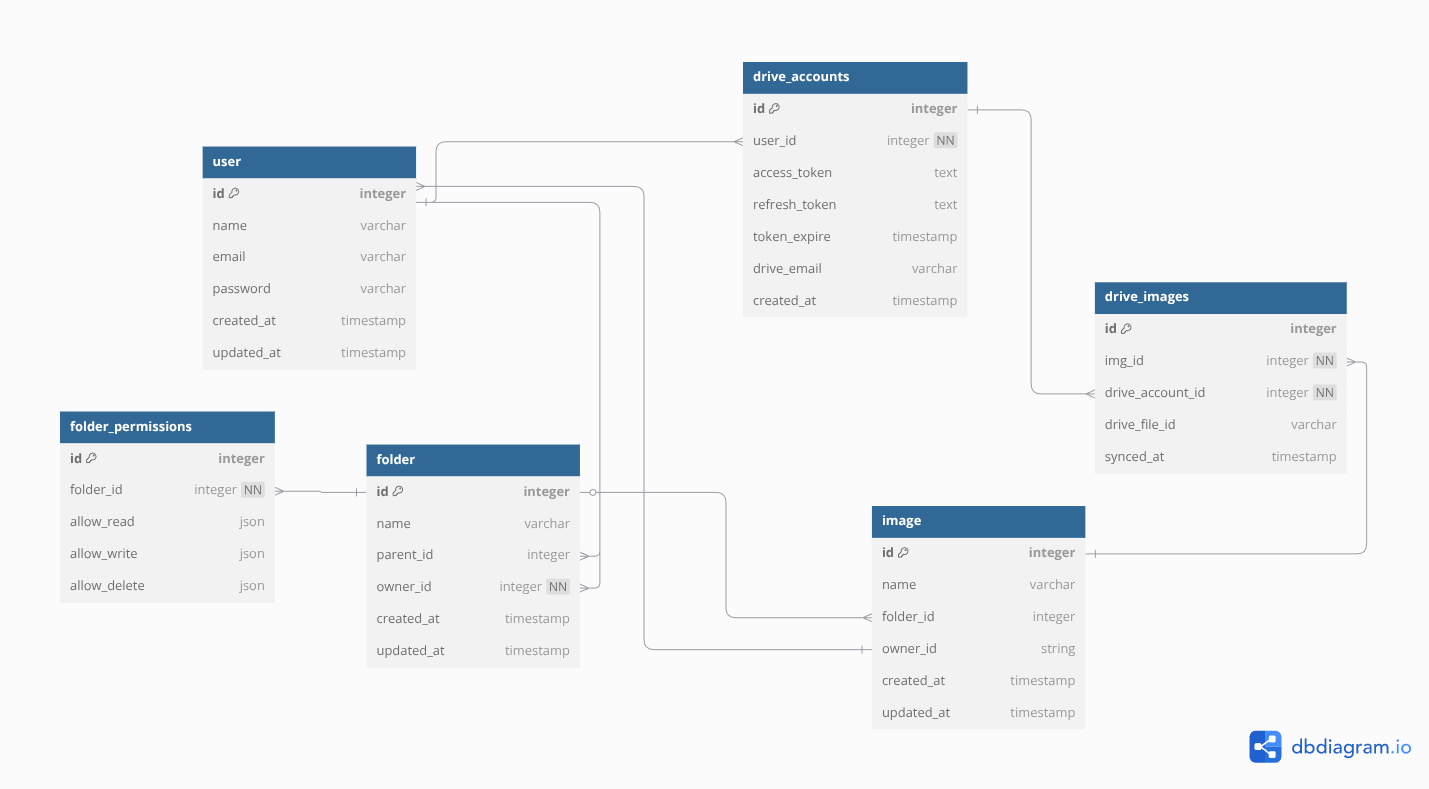 user
id integer
name varchar
email varchar
password varchar
created_at timestamp
updated_at timestamp
drive_accounts
id integer
user_id integer NN
access_token text
refresh_token text
token_expire timestamp
drive_email varchar
created_at timestamp
drive_images
id integer
img_id integer NN
drive_account_id integer NN
drive_file_id varchar
synced_at timestamp
folder_permissions
id integer
folder_id integer NN
allow_read json
allow_write json
allow_delete json
folder
id integer
name varchar
parent_id integer
owner_id integer NN
created_at timestamp
updated_at timestamp
image
id integer
name varchar
folder_id integer
owner_id string
created_at timestamp
updated_at timestamp
dbdiagram.io